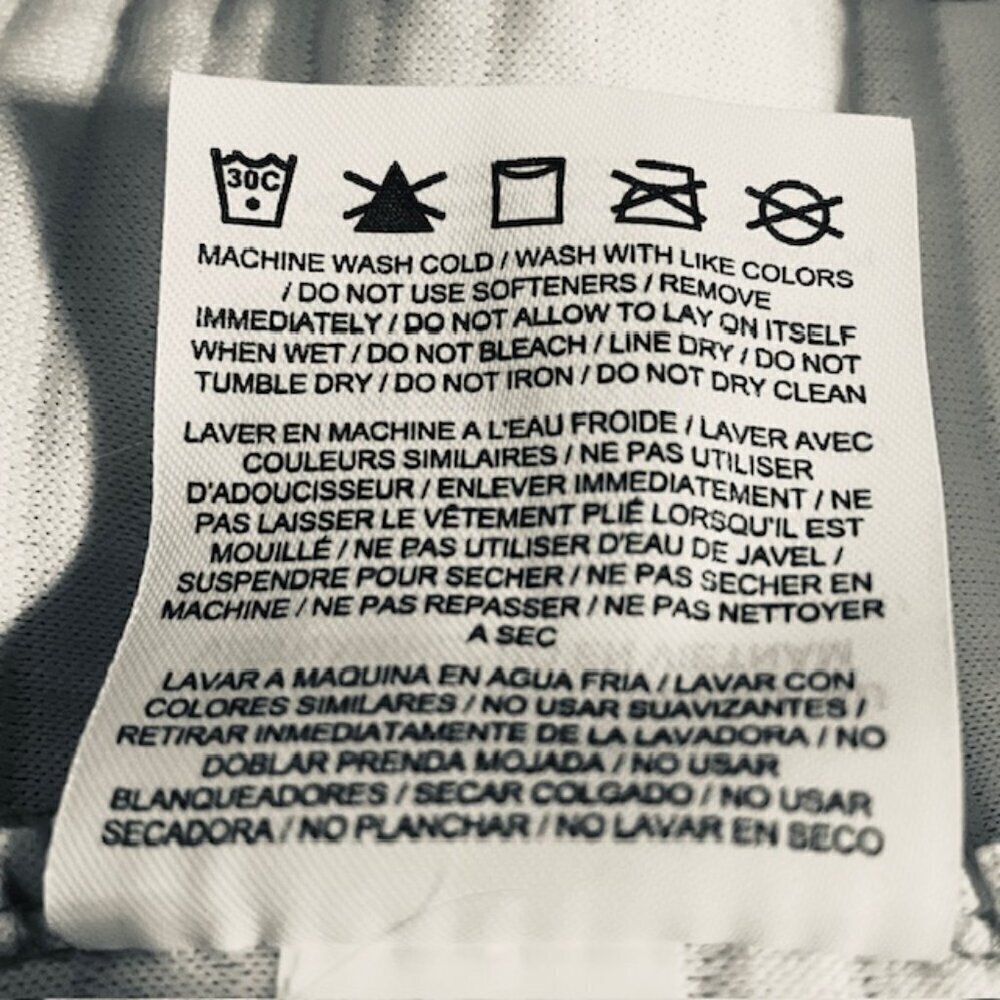 30C
MACHINE WASH COLD / WASH WITH LIKE COLORS
/ DO NOT USE SOFTENERS / REMOVE
IMMEDIATELY / DO NOT ALLOW TO LAY ON ITSELF
WHEN WET / DO NOT BLEACH / LINE DRY / DO NOT
TUMBLE DRY / DO NOT IRON / DO NOT DRY CLEAN
LAVER EN MACHINE A L'EAU FROIDE / LAVER AVEC
COULEURS SIMILAIRES / NE PAS UTILISER
D'ADOUCISSEUR / ENLEVER IMMEDIATEMENT / NE
PAS LAISSER LE VÊTEMENT PLIÉ LORSQU'IL EST
MOUILLÉ / NE PAS UTILISER D'EAU DE JAVEL /
SUSPENDRE POUR SECHER / NE PAS SECHER EN
MACHINE / NE PAS REPASSER / NE PAS NETTOYER
A SEC
LAVAR A MAQUINA EN AGUA FRIA / LAVAR CON
COLORES SIMILARES / NO USAR SUAVIZANTES /
RETIRAR INMEDIATAMENTE DE LA LAVADORA / NO
DOBLAR PRENDA MOJADA / NO USAR
BLANQUEADORES / SECAR COLGADO / NO USAR
SECADORA / NO PLANCHAR / NO LAVAR EN SECO